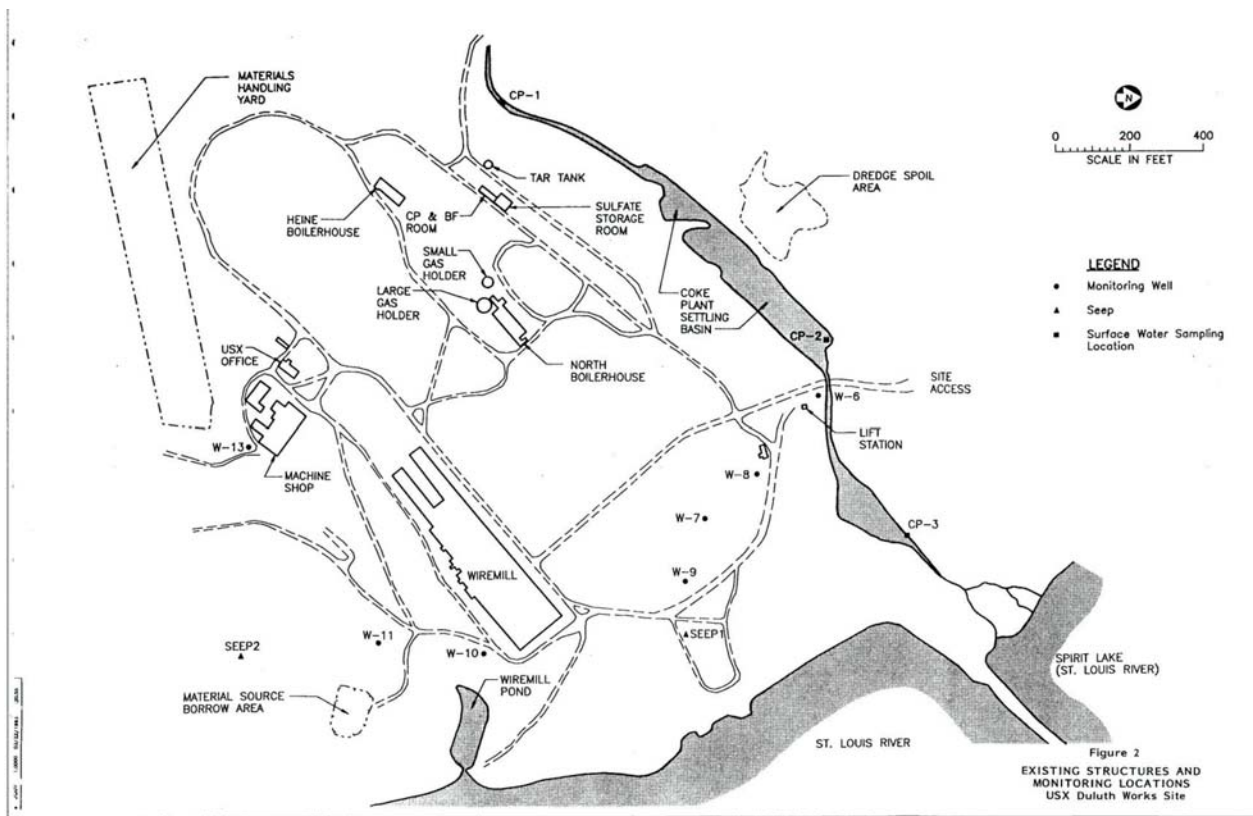 MATERIALS
HANDLING
YARD
CP-1
N
0 200 400
SCALE IN FEET
TAR TANK
DREDGE SPOIL
AREA
HEINE
BOILERHOUSE
CP & BF
ROOM
SULFATE
STORAGE
ROOM
SMALL
GAS
HOLDER
LARGE
GAS
HOLDER
COKE
PLANT
SETTLING
BASIN
LEGEND
Monitoring Well
Seep
Surface Water Sampling
Location
CP-2
USX
OFFICE
NORTH
BOILERHOUSE
SITE
ACCESS
W-6
LIFT
STATION
W-13
MACHINE
SHOP
W-8
W-7
CP-3
WIREMILL
W-9
W-11
SEEP2
W-10
SEEP1
MATERIAL SOURCE
BORROW AREA
WIREMILL
POND
SPIRIT LAKE
(ST. LOUIS RIVER)
ST. LOUIS RIVER
Figure 2
EXISTING STRUCTURES AND
MONITORING LOCATIONS
USX Duluth Works Site